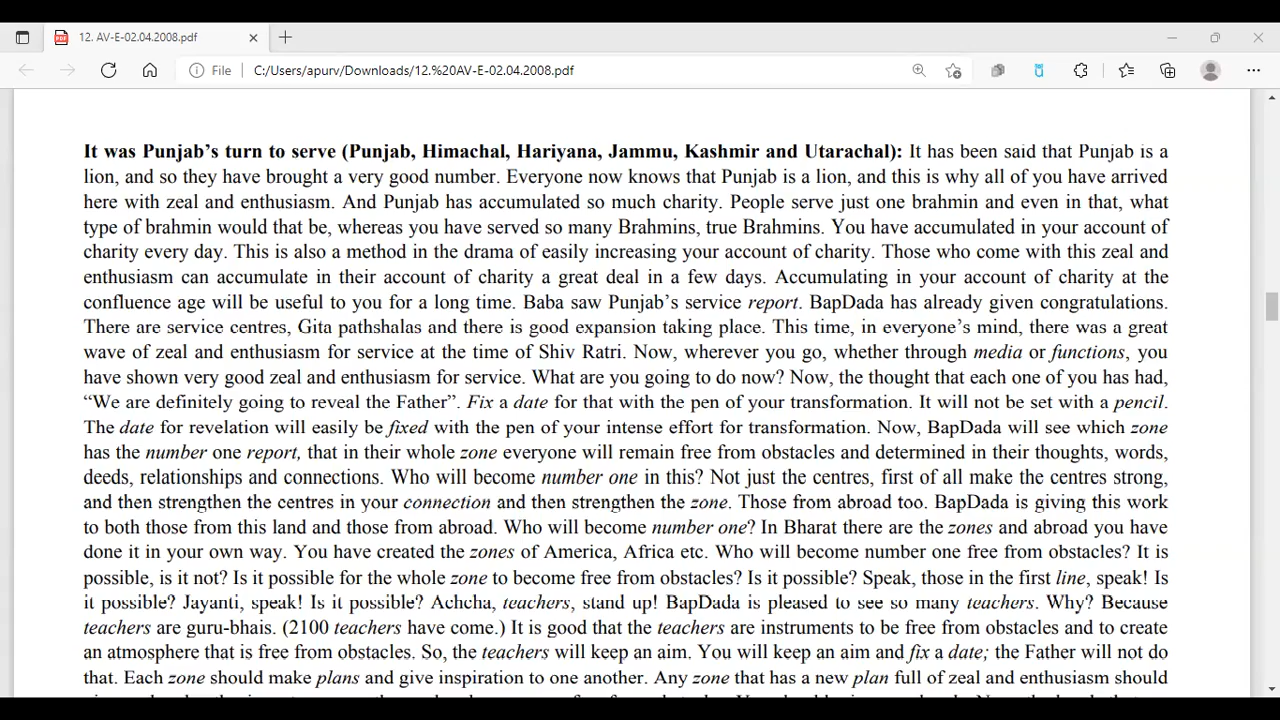 12. AV-E-02.04.2008.pdf
File
C:/Users/apurv/Downloads/12.%20AV-E-02.04.2008.pdf
It was Punjab’s turn to serve (Punjab, Himachal, Hariyana, Jammu, Kashmir and Utarachal): It has been said that Punjab is a
lion, and so they have brought a very good number. Everyone now knows that Punjab is a lion, and this is why all of you have arrived
here with zeal and enthusiasm. And Punjab has accumulated so much charity. People serve just one brahmin and even in that, what
type of brahmin would that be, whereas you have served so many Brahmins, true Brahmins. You have accumulated in your account of
charity every day. This is also a method in the drama of easily increasing your account of charity. Those who come with this zeal and
enthusiasm can accumulate in their account of charity a great deal in a few days. Accumulating in your account of charity at the
confluence age will be useful to you for a long time. Baba saw Punjab’s service report. BapDada has already given congratulations.
There are service centres, Gita pathshalas and there is good expansion taking place. This time, in everyone’s mind, there was a great
wave of zeal and enthusiasm for service at the time of Shiv Ratri. Now, wherever you go, whether through media or functions, you
have shown very good zeal and enthusiasm for service. What are you going to do now? Now, the thought that each one of you has had,
“We are definitely going to reveal the Father”. Fix a date for that with the pen of your transformation. It will not be set with a pencil.
The date for revelation will easily be fixed with the pen of your intense effort for transformation. Now, BapDada will see which zone
has the number one report, that in their whole zone everyone will remain free from obstacles and determined in their thoughts, words,
deeds, relationships and connections. Who will become number one in this? Not just the centres, first of all make the centres strong,
and then strengthen the centres in your connection and then strengthen the zone. Those from abroad too. BapDada is giving this work
to both those from this land and those from abroad. Who will become number one? In Bharat there are the zones and abroad you have
done it in your own way. You have created the zones of America, Africa etc. Who will become number one free from obstacles? It is
possible, is it not? Is it possible for the whole zone to become free from obstacles? Is it possible? Speak, those in the first line, speak! Is
it possible? Jayanti, speak! Is it possible? Achcha, teachers, stand up! BapDada is pleased to see so many teachers. Why? Because
teachers are guru-bhais. (2100 teachers have come.) It is good that the teachers are instruments to be free from obstacles and to create
an atmosphere that is free from obstacles. So, the teachers will keep an aim. You will keep an aim and fix a date; the Father will not do
that. Each zone should make plans and give inspiration to one another. Any zone that has a new plan full of zeal and enthusiasm should